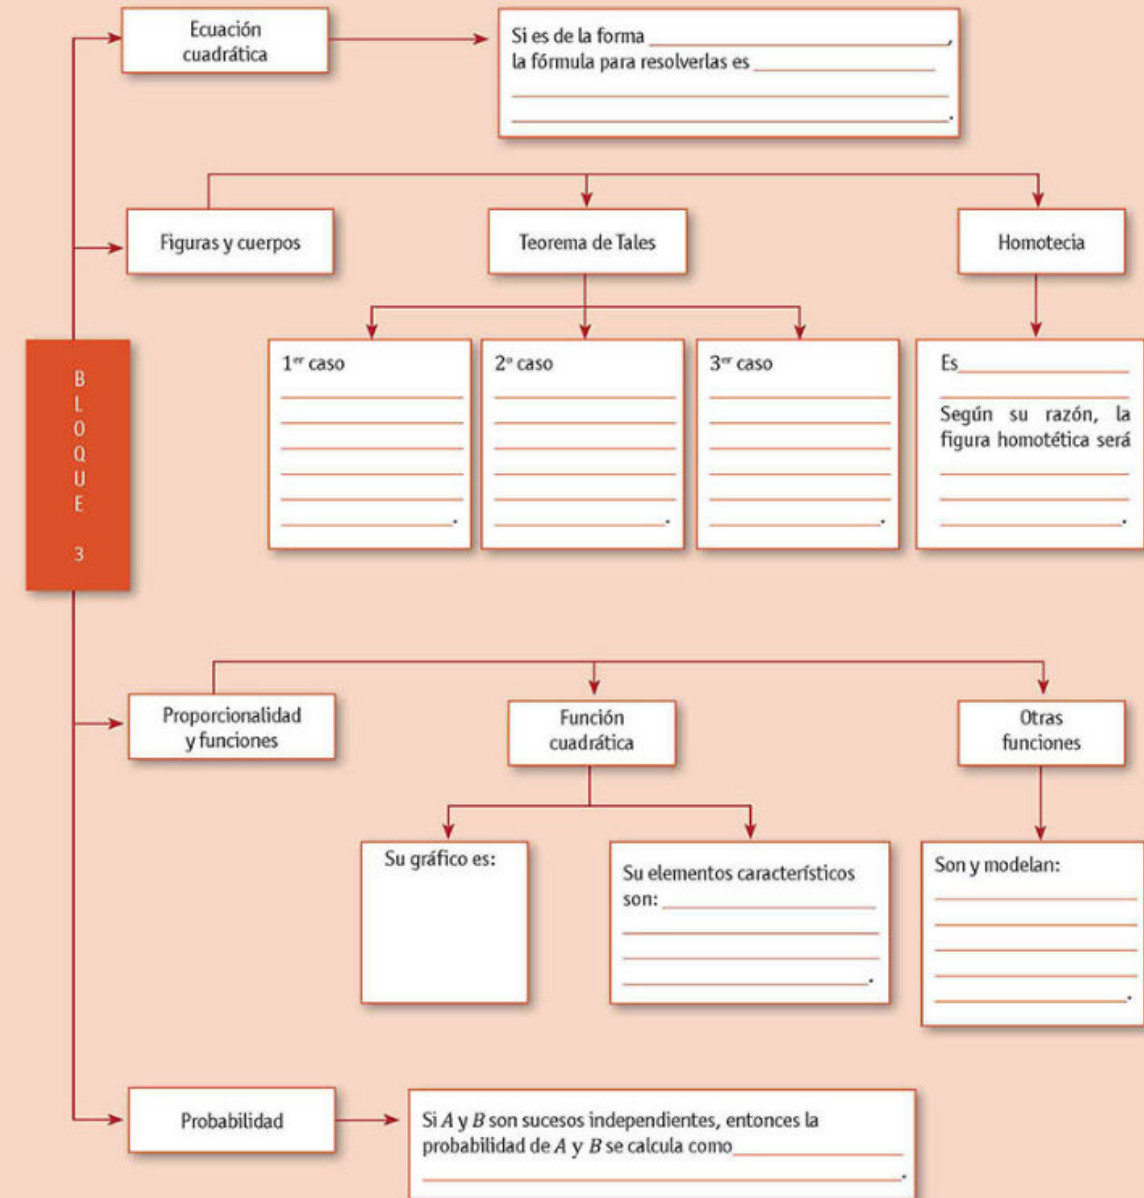 Ecuación
cuadrática
Si es de la forma ,
la fórmula para resolverlas es
.
Figuras y cuerpos
Teorema de Tales
Homotecia
1er caso
.
2º caso
.
3er caso
.
Es
Según su razón, la
figura homotética será
.
BLOQUE 3
Proporcionalidad
y funciones
Función
cuadrática
Otras
funciones
Su gráfico es:
Su elementos característicos
son:
.
Son y modelan:
.
Probabilidad
Si A y B son sucesos independientes, entonces la
probabilidad de A y B se calcula como
.